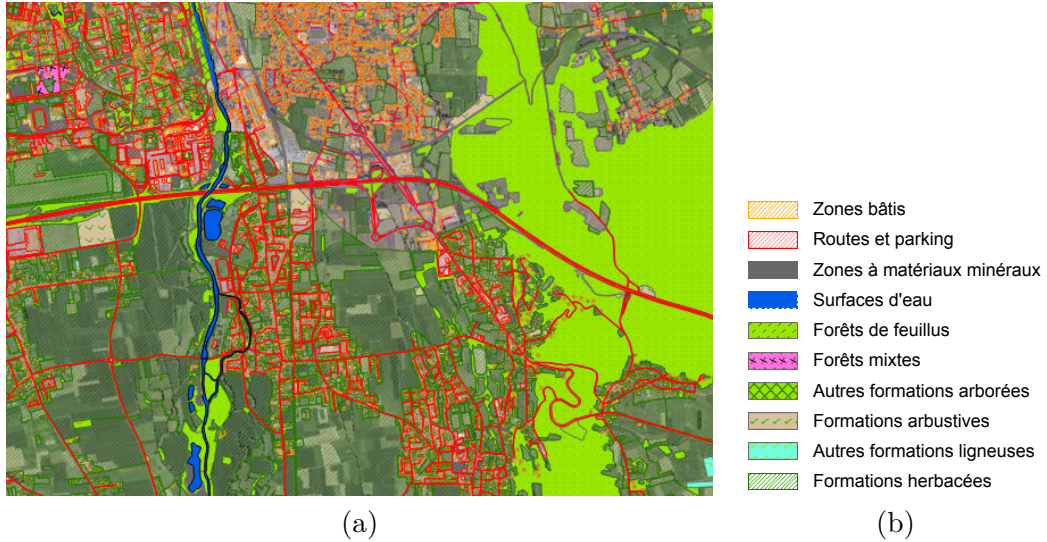 Zones bâtis
Routes et parking
Zones à matériaux minéraux
Surfaces d'eau
Forêts de feuillus
Forêts mixtes
Autres formations arborées
Formations arbustives
Autres formations ligneuses
Formations herbacées
(a)
(b)